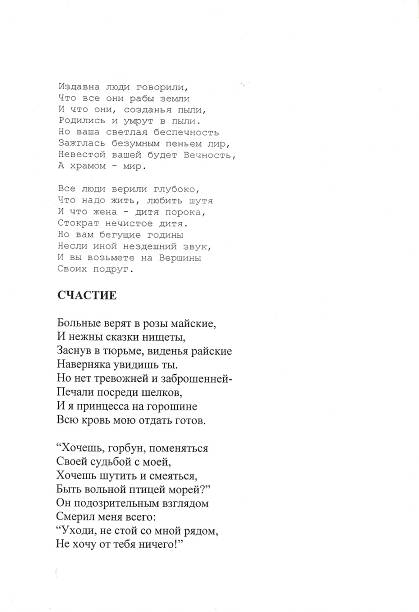 Издавна люди говорили,
Что все они рабы земли
И что они, созданья пыли,
Родились и умрут в пыли.
Но ваша светлая беспечность
Зажглась безумным пеньем лир,
Невестой вашей будет Вечность,
А храмом - мир.

Все люди верили глубоко,
Что надо жить, любить шутя
И что жена - дитя порока,
Стократ нечистое дитя.
Но вам бегущие годины
Несли иной нездешний звук,
И вы возьмете на Вершины
Своих подруг.

СЧАСТИЕ

Больные верят в розы майские,
И нежны сказки нищеты,
Заснув в тюрьме, виденья райские
Наверняка увидишь ты.
Но нет тревожней и заброшенней-
Печали посреди шелков,
И я принцесса на горошине
Всю кровь мою отдать готов.

“Хочешь, горбун, поменяться
Своей судьбой с моей,
Хочешь шутить и смеяться,
Быть вольной птицей морей?”
Он подозрительным взглядом
Смерил меня всего:
“Уходи, не стой со мной рядом,
Не хочу от тебя ничего!”